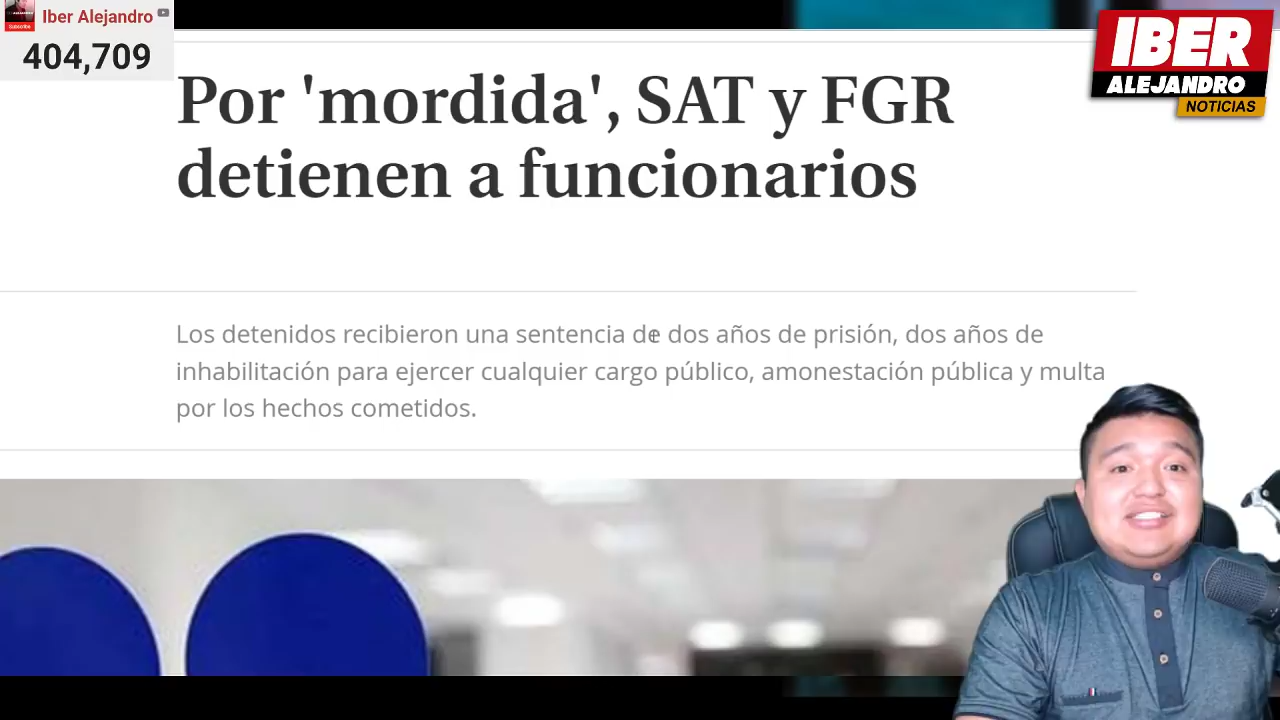 Iber Alejandro
Subscribe
404,709
IBER
ALEJANDRO
NOTICIAS
Por 'mordida', SAT y FGR
detienen a funcionarios
Los detenidos recibieron una sentencia de dos años de prisión, dos años de
inhabilitación para ejercer cualquier cargo público, amonestación pública y multa
por los hechos cometidos.